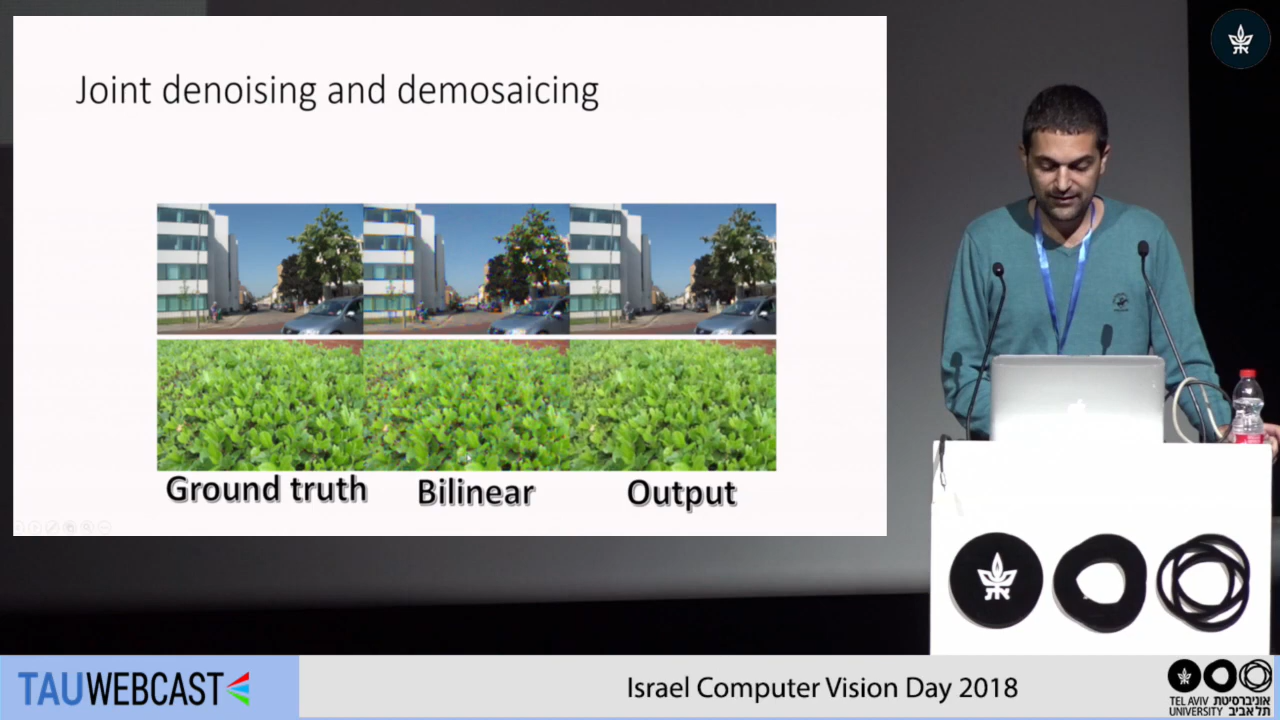 Joint denoising and demosaicing
Ground truth
Bilinear
Output
TAUWEBCAST
Israel Computer Vision Day 2018
TEL AVIV אוניברסיטת
UNIVERSITY תל אביב